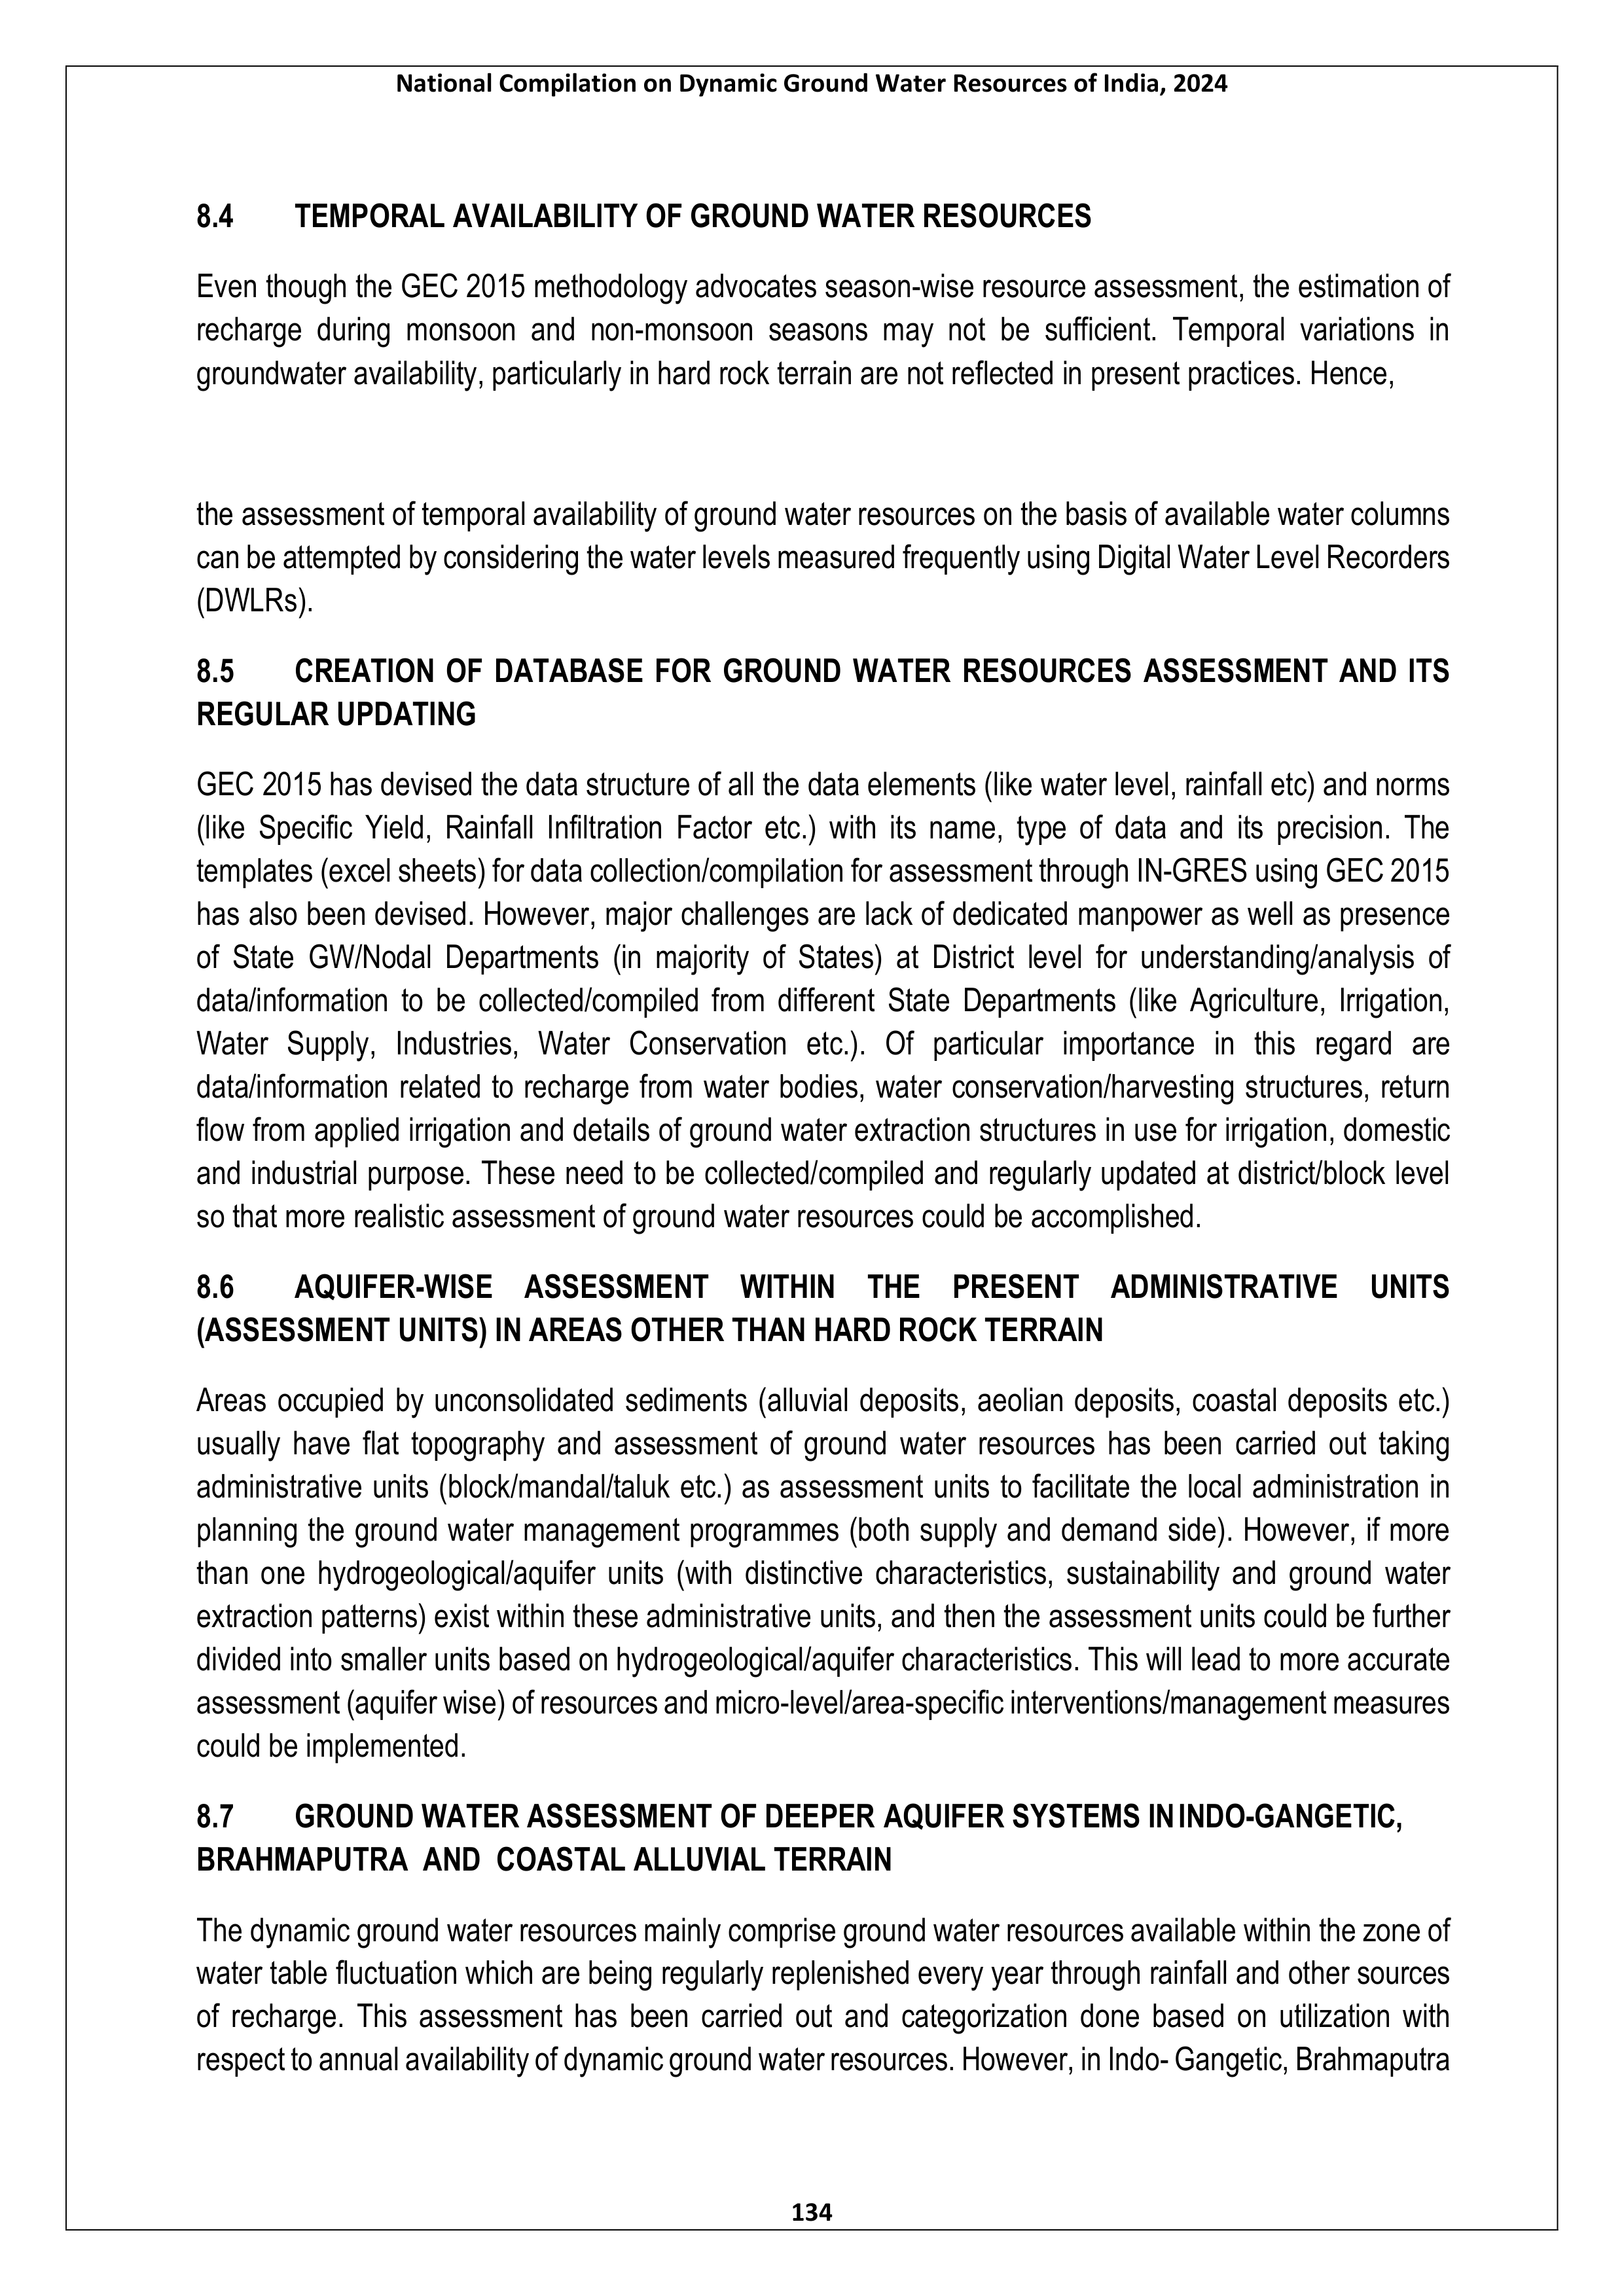 National Compilation on Dynamic Ground Water Resources of India, 2024
8.4 TEMPORAL AVAILABILITY OF GROUND WATER RESOURCES
Even though the GEC 2015 methodology advocates season-wise resource assessment, the estimation of
recharge during monsoon and non-monsoon seasons may not be sufficient. Temporal variations in
groundwater availability, particularly in hard rock terrain are not reflected in present practices. Hence,
the assessment of temporal availability of ground water resources on the basis of available water columns
can be attempted by considering the water levels measured frequently using Digital Water Level Recorders
(DWLRs).
8.5 CREATION OF DATABASE FOR GROUND WATER RESOURCES ASSESSMENT AND ITS
REGULAR UPDATING
GEC 2015 has devised the data structure of all the data elements (like water level, rainfall etc) and norms
(like Specific Yield, Rainfall Infiltration Factor etc.) with its name, type of data and its precision. The
templates (excel sheets) for data collection/compilation for assessment through IN-GRES using GEC 2015
has also been devised. However, major challenges are lack of dedicated manpower as well as presence
of State GW/Nodal Departments (in majority of States) at District level for understanding/analysis of
data/information to be collected/compiled from different State Departments (like Agriculture, Irrigation,
Water Supply, Industries, Water Conservation etc.). Of particular importance in this regard are
data/information related to recharge from water bodies, water conservation/harvesting structures, return
flow from applied irrigation and details of ground water extraction structures in use for irrigation, domestic
and industrial purpose. These need to be collected/compiled and regularly updated at district/block level
so that more realistic assessment of ground water resources could be accomplished.
8.6 AQUIFER-WISE ASSESSMENT WITHIN THE PRESENT ADMINISTRATIVE UNITS
(ASSESSMENT UNITS) IN AREAS OTHER THAN HARD ROCK TERRAIN
Areas occupied by unconsolidated sediments (alluvial deposits, aeolian deposits, coastal deposits etc.)
usually have flat topography and assessment of ground water resources has been carried out taking
administrative units (block/mandal/taluk etc.) as assessment units to facilitate the local administration in
planning the ground water management programmes (both supply and demand side). However, if more
than one hydrogeological/aquifer units (with distinctive characteristics, sustainability and ground water
extraction patterns) exist within these administrative units, and then the assessment units could be further
divided into smaller units based on hydrogeological/aquifer characteristics. This will lead to more accurate
assessment (aquifer wise) of resources and micro-level/area-specific interventions/management measures
could be implemented.
8.7 GROUND WATER ASSESSMENT OF DEEPER AQUIFER SYSTEMS IN INDO-GANGETIC,
BRAHMAPUTRA AND COASTAL ALLUVIAL TERRAIN
The dynamic ground water resources mainly comprise ground water resources available within the zone of
water table fluctuation which are being regularly replenished every year through rainfall and other sources
of recharge. This assessment has been carried out and categorization done based on utilization with
respect to annual availability of dynamic ground water resources. However, in Indo- Gangetic, Brahmaputra
134